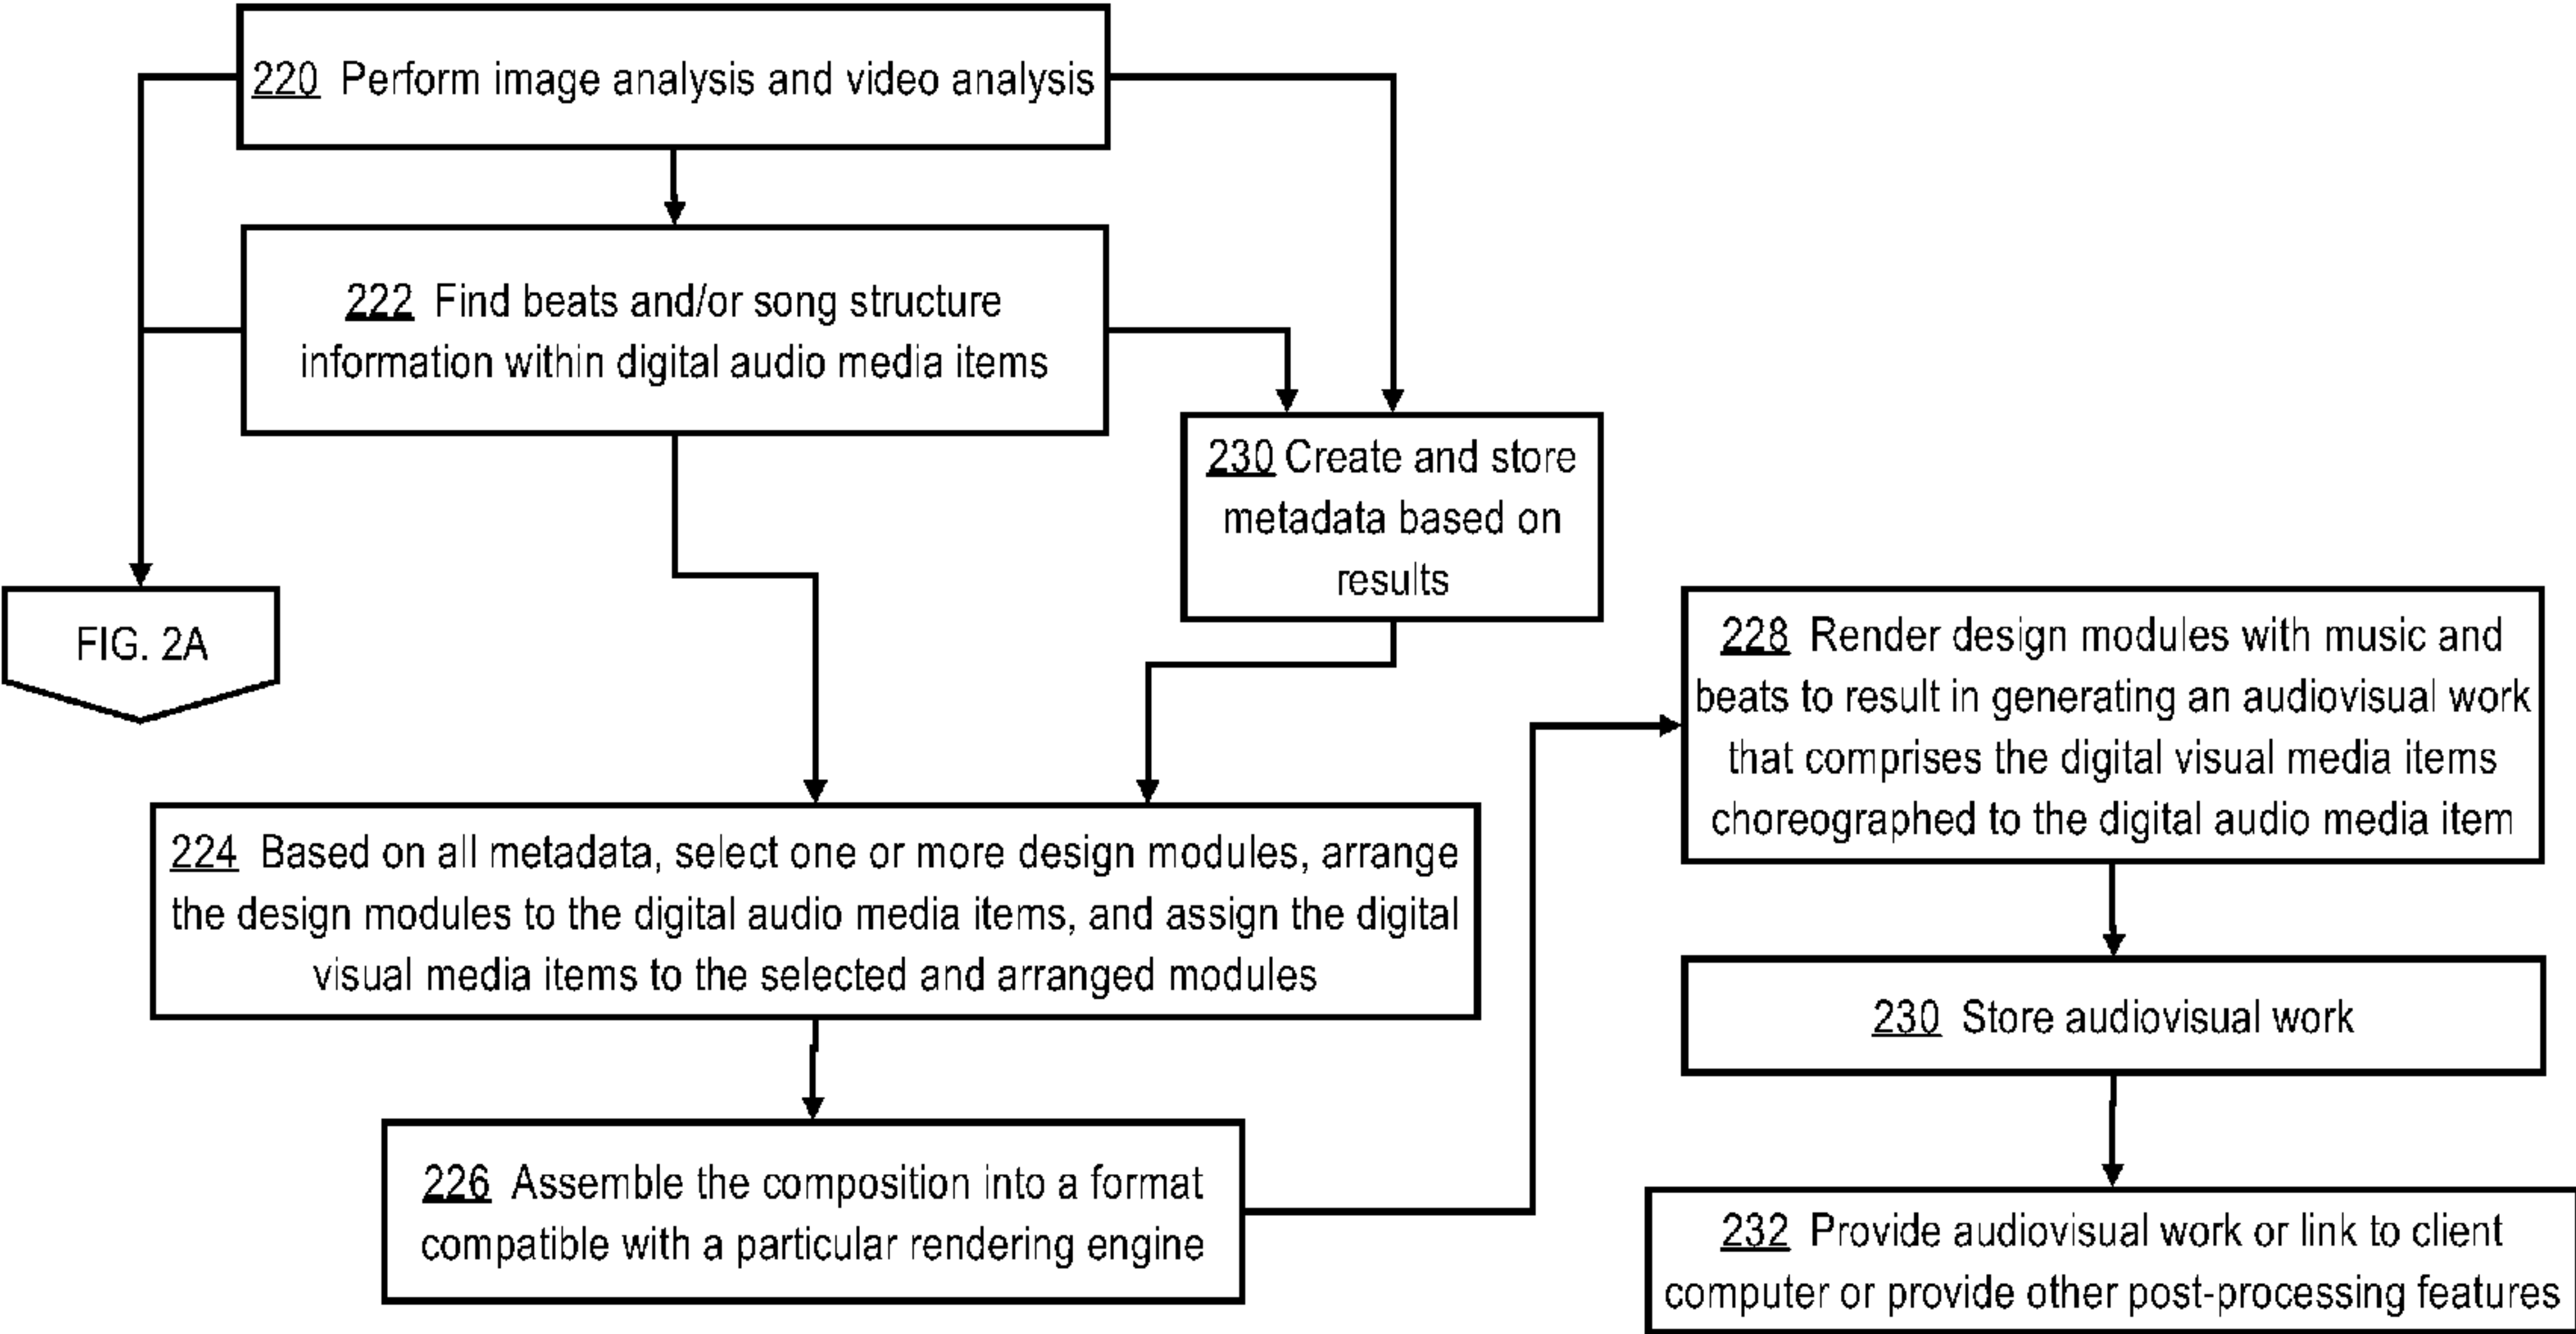 220 Perform image analysis and video analysis
222 Find beats and/or song structure
information within digital audio media items
230 Create and store
metadata based on
results
FIG. 2A
224 Based on all metadata, select one or more design modules, arrange
the design modules to the digital audio media items, and assign the digital
visual media items to the selected and arranged modules
226 Assemble the composition into a format
compatible with a particular rendering engine
228 Render design modules with music and
beats to result in generating an audiovisual work
that comprises the digital visual media items
choreographed to the digital audio media item
230 Store audiovisual work
232 Provide audiovisual work or link to client
computer or provide other post-processing features